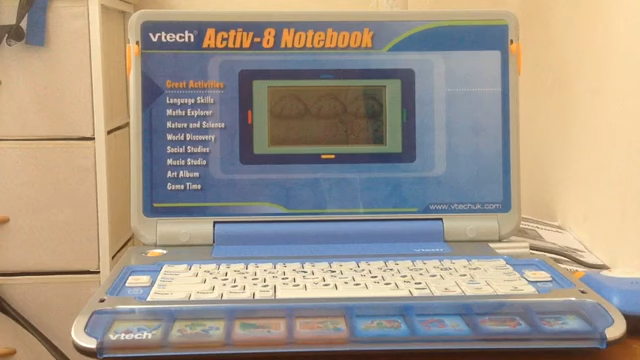 vtech Activ-8 Notebook
Great Activities
Language Skills
Maths Explorer
Nature and Science
World Discovery
Social Studies
Music Studio
Art Album
Game Time
www.vtechuk.com
vtech
vtech